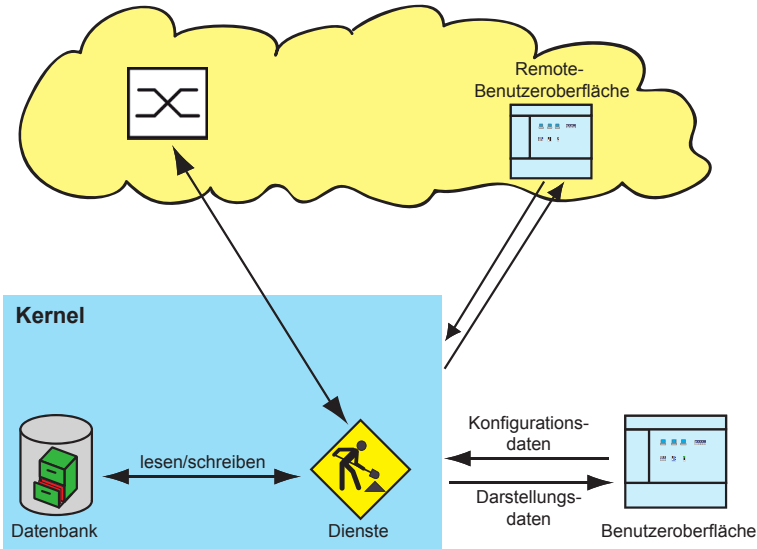 Remote-
Benutzeroberfläche
Kernel
Konfigurations-
daten
lesen/schreiben
Darstellungs-
daten
Datenbank
Dienste
Benutzeroberfläche